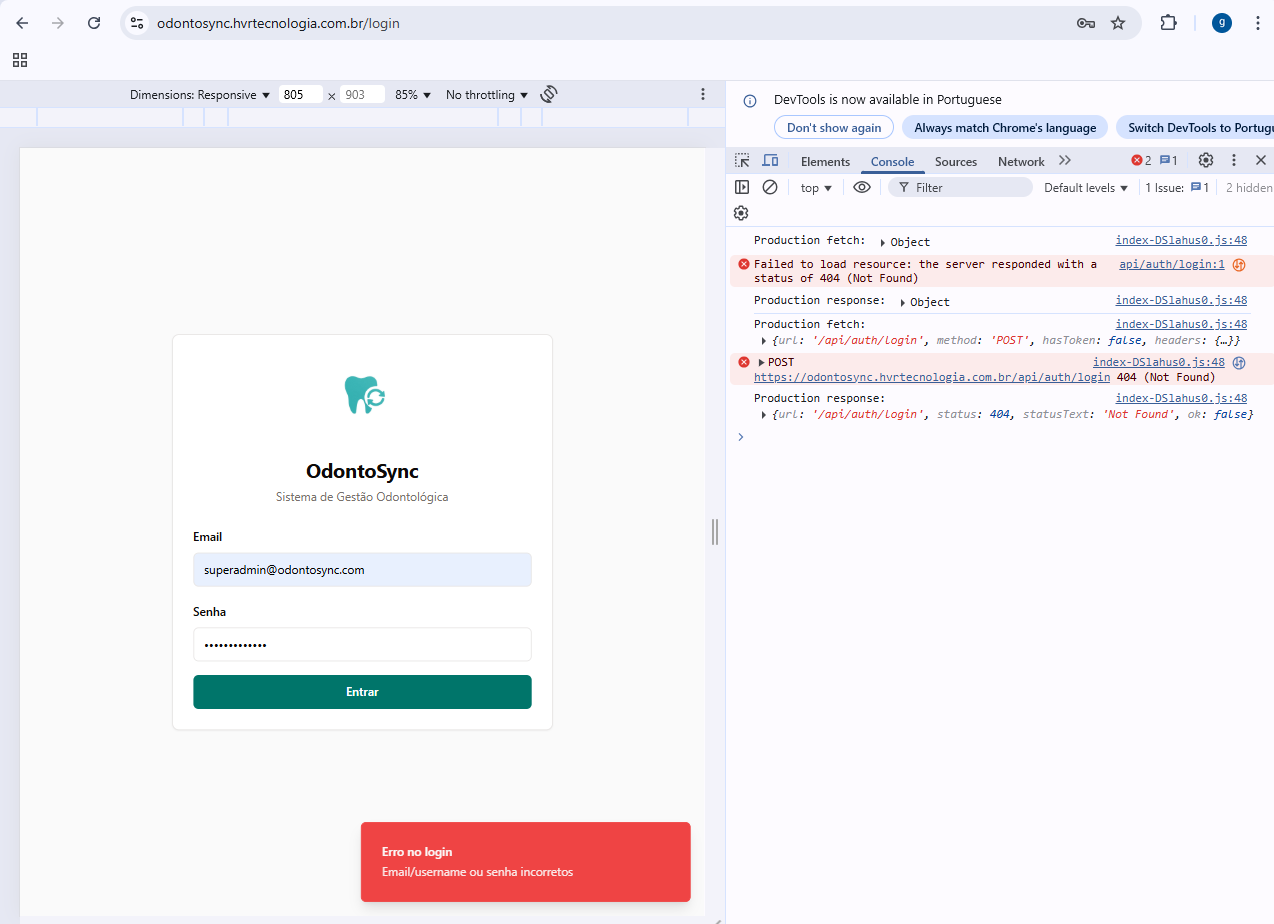 odontosync.hvrtecnologia.com.br/login
g
Dimensions: Responsive 805 × 903 85% No throttling
DevTools is now available in Portuguese
Don't show again Always match Chrome's language Switch DevTools to Portugu
Elements Console Sources Network 2 1
top Filter Default levels 1 Issue: 1 2 hidden
Production fetch: Object index-DSlahus0.js:48
Failed to load resource: the server responded with a api/auth/login:1
status of 404 (Not Found)
Production response: Object index-DSlahus0.js:48
Production fetch: index-DSlahus0.js:48
{url: '/api/auth/login', method: 'POST', hasToken: false, headers: {…}}
POST index-DSlahus0.js:48
https://odontosync.hvrtecnologia.com.br/api/auth/login 404 (Not Found)
Production response: index-DSlahus0.js:48
{url: '/api/auth/login', status: 404, statusText: 'Not Found', ok: false}
OdontoSync
Sistema de Gestão Odontológica
Email
superadmin@odontosync.com
Senha
•••••••••••••
Entrar
Erro no login
Email/username ou senha incorretos